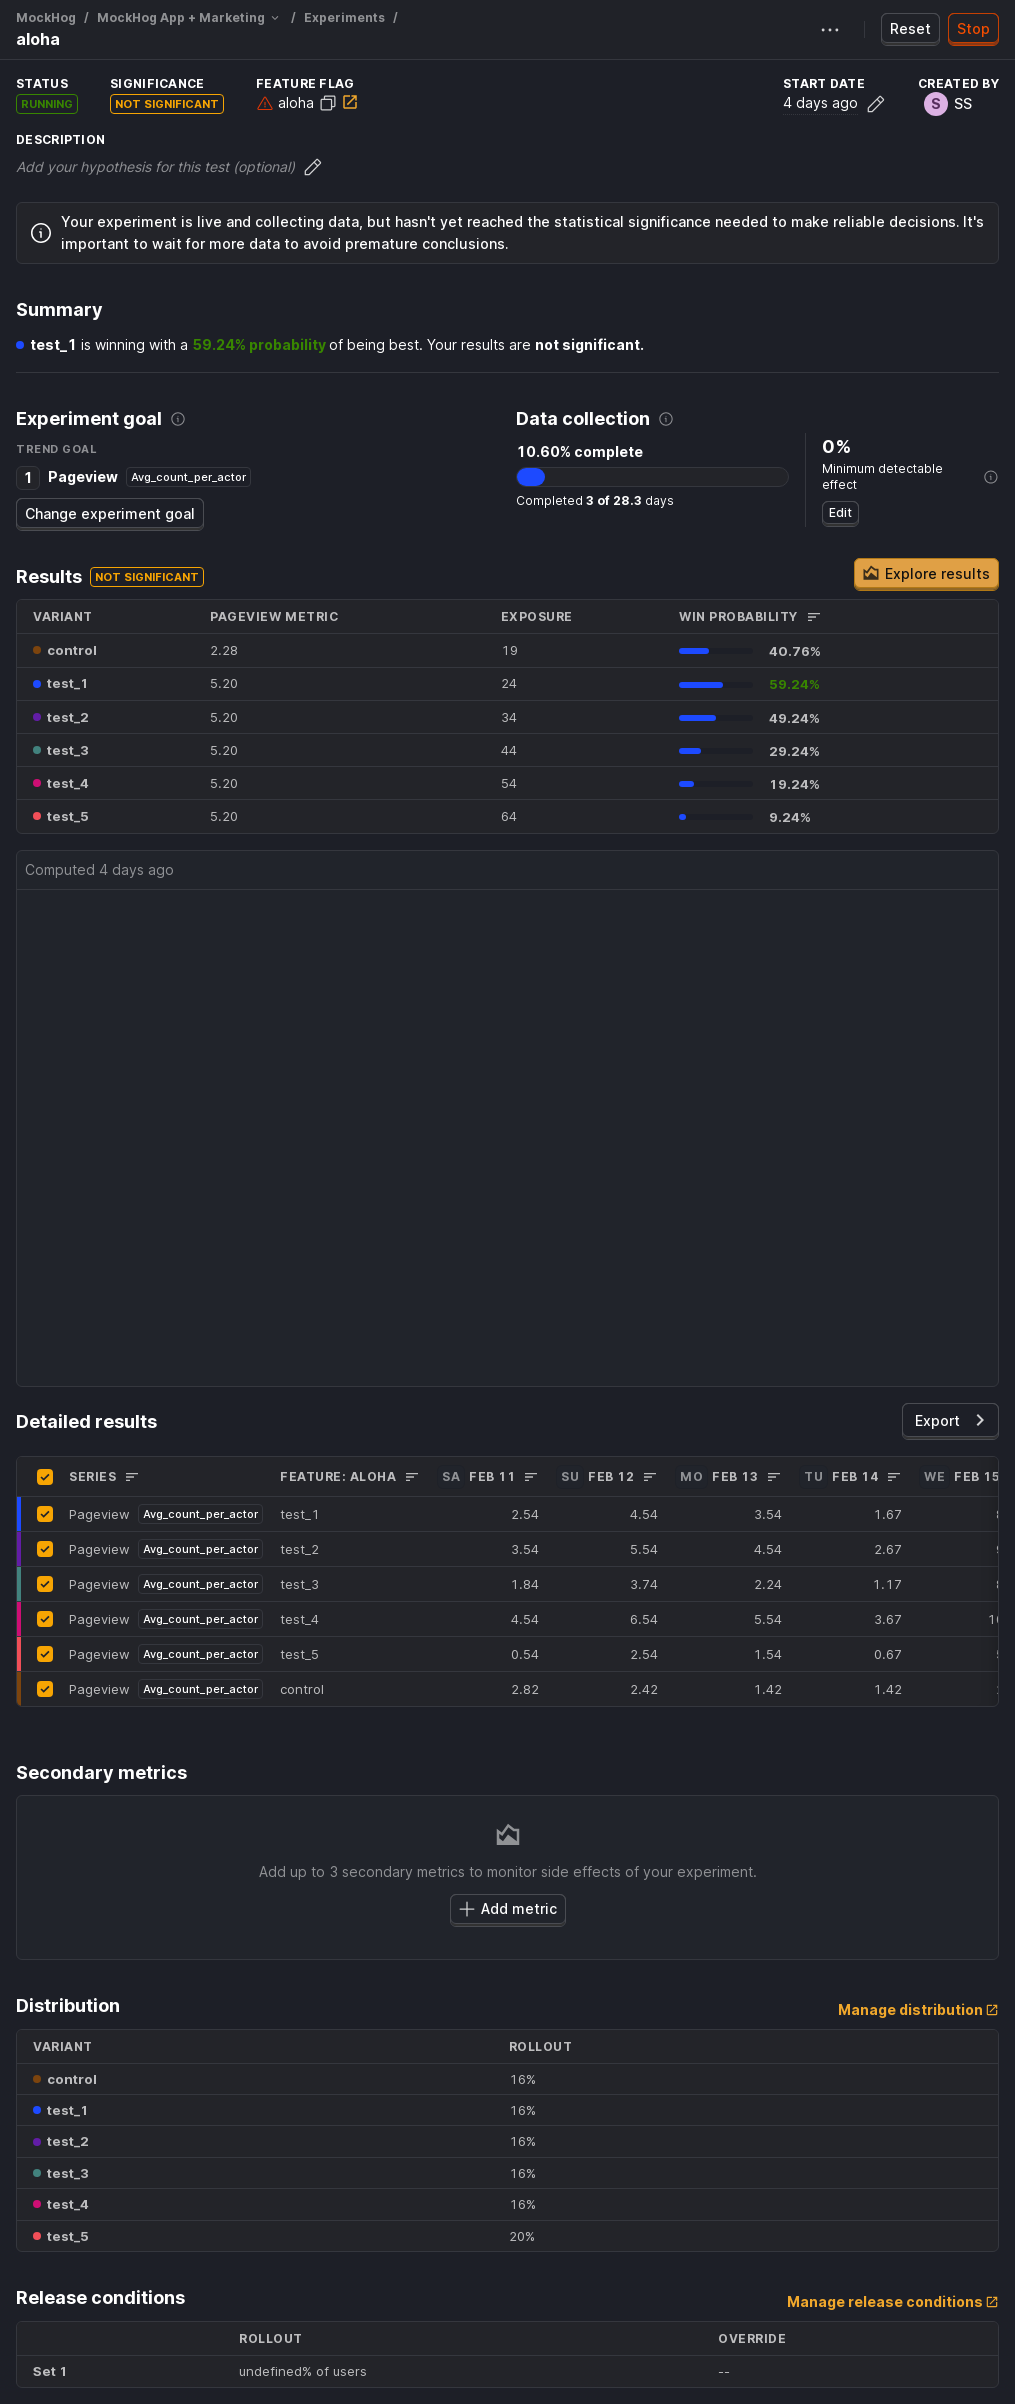 MockHog / MockHog App + Marketing / Experiments /
aloha
Reset
Stop
STATUS
RUNNING
SIGNIFICANCE
NOT SIGNIFICANT
FEATURE FLAG
aloha
START DATE
4 days ago
CREATED BY
S SS
DESCRIPTION
Add your hypothesis for this test (optional)
Your experiment is live and collecting data, but hasn't yet reached the statistical significance needed to make reliable decisions. It's
important to wait for more data to avoid premature conclusions.
Summary
test_1 is winning with a 59.24% probability of being best. Your results are not significant.
Experiment goal
TREND GOAL
1 Pageview Avg_count_per_actor
Change experiment goal
Data collection
10.60% complete
Completed 3 of 28.3 days
0%
Minimum detectable
effect
Edit
Results NOT SIGNIFICANT
Explore results
VARIANT PAGEVIEW METRIC EXPOSURE WIN PROBABILITY
control 2.28 19 40.76%
test_1 5.20 24 59.24%
test_2 5.20 34 49.24%
test_3 5.20 44 29.24%
test_4 5.20 54 19.24%
test_5 5.20 64 9.24%
Computed 4 days ago
Detailed results
Export
SERIES FEATURE: ALOHA SA FEB 11 SU FEB 12 MO FEB 13 TU FEB 14 WE FEB 15
Pageview Avg_count_per_actor test_1 2.54 4.54 3.54 1.67
Pageview Avg_count_per_actor test_2 3.54 5.54 4.54 2.67
Pageview Avg_count_per_actor test_3 1.84 3.74 2.24 1.17
Pageview Avg_count_per_actor test_4 4.54 6.54 5.54 3.67
Pageview Avg_count_per_actor test_5 0.54 2.54 1.54 0.67
Pageview Avg_count_per_actor control 2.82 2.42 1.42 1.42
Secondary metrics
Add up to 3 secondary metrics to monitor side effects of your experiment.
Add metric
Distribution
Manage distribution
VARIANT ROLLOUT
control 16%
test_1 16%
test_2 16%
test_3 16%
test_4 16%
test_5 20%
Release conditions
Manage release conditions
ROLLOUT OVERRIDE
Set 1 undefined% of users --